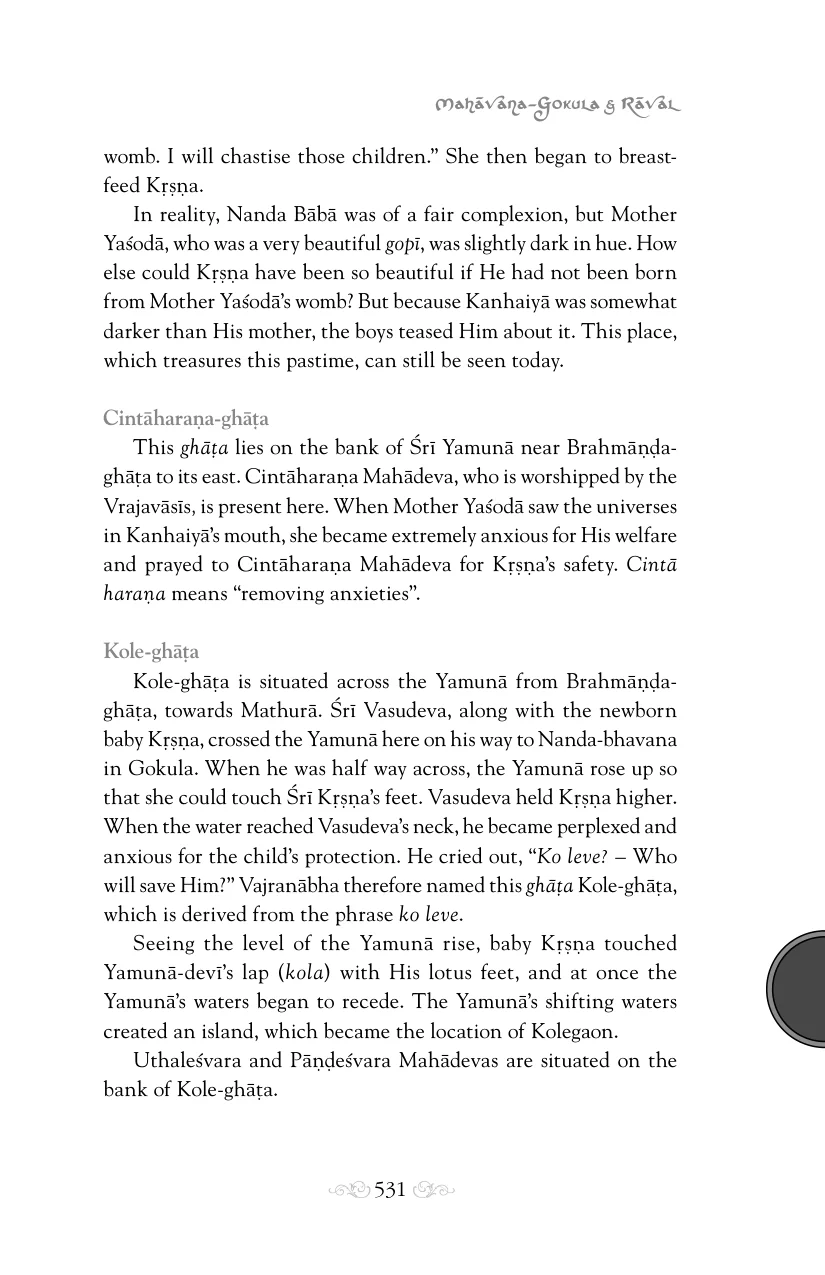 Mahāvana-Gokula & Rāval
womb. I will chastise those children.” She then began to breast-
feed Kṛṣṇa.
In reality, Nanda Bābā was of a fair complexion, but Mother
Yaśodā, who was a very beautiful gopī, was slightly dark in hue. How
else could Kṛṣṇa have been so beautiful if He had not been born
from Mother Yaśodā’s womb? But because Kanhaiyā was somewhat
darker than His mother, the boys teased Him about it. This place,
which treasures this pastime, can still be seen today.
Cintāharaṇa-ghāṭa
This ghāṭa lies on the bank of Śrī Yamunā near Brahmāṇḍa-
ghāṭa to its east. Cintāharaṇa Mahādeva, who is worshipped by the
Vrajavāsīs, is present here. When Mother Yaśodā saw the universes
in Kanhaiyā’s mouth, she became extremely anxious for His welfare
and prayed to Cintāharaṇa Mahādeva for Kṛṣṇa’s safety. Cintā
haraṇa means “removing anxieties”.
Kole-ghāṭa
Kole-ghāṭa is situated across the Yamunā from Brahmāṇḍa-
ghāṭa, towards Mathurā. Śrī Vasudeva, along with the newborn
baby Kṛṣṇa, crossed the Yamunā here on his way to Nanda-bhavana
in Gokula. When he was half way across, the Yamunā rose up so
that she could touch Śrī Kṛṣṇa’s feet. Vasudeva held Kṛṣṇa higher.
When the water reached Vasudeva’s neck, he became perplexed and
anxious for the child’s protection. He cried out, “Ko leve? – Who
will save Him?” Vajranābha therefore named this ghāṭa Kole-ghāṭa,
which is derived from the phrase ko leve.
Seeing the level of the Yamunā rise, baby Kṛṣṇa touched
Yamunā-devī’s lap (kola) with His lotus feet, and at once the
Yamunā’s waters began to recede. The Yamunā’s shifting waters
created an island, which became the location of Kolegaon.
Uthaleśvara and Pāṇḍeśvara Mahādevas are situated on the
bank of Kole-ghāṭa.
531